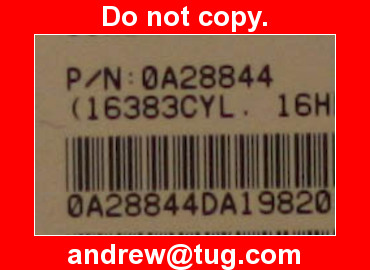 Do not copy.
P/N:0A28844
(16383CYL. 16H
0A28844DA19820
andrew@tug.com